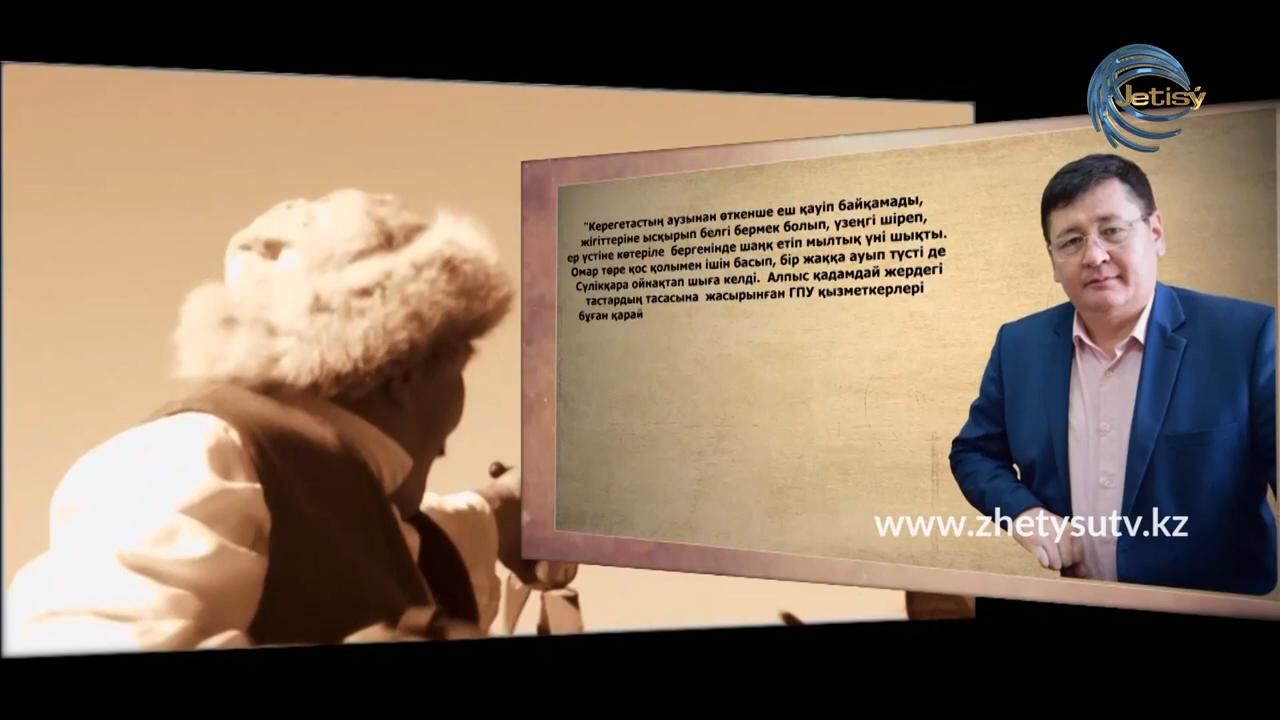 Jetisý
"Керегетастың аузынан өткенше еш қауіп байқамады,
жігіттеріне ысқырып белгі бермек болып, үзеңгі шіреп,
ер үстіне көтеріле бергенінде шаңқ етіп мылтық үні шықты.
Омар төре қос қолымен ішін басып, бір жаққа ауып түсті де
Сүлікқара ойнақтап шыға келді. Алпыс қадамдай жердегі
тастардың тасасына жасырынған ГПУ қызметкерлері
бұған қарай
www.zhetysutv.kz